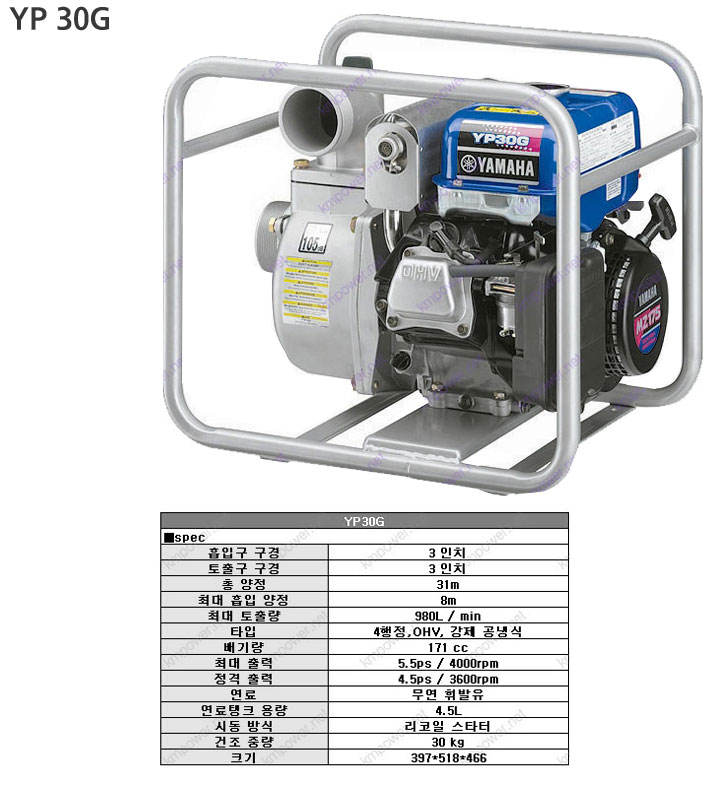 YP 30G
YP30G
YAMAHA
105
OHV
YAMAHA
MZ175
kmpower.net
YP30G
■spec
흡입구 구경 3 인치
토출구 구경 3 인치
총 양정 31m
최대 흡입 양정 8m
최대 토출량 980L / min
타입 4행정,OHV, 강제 공냉식
배기량 171 cc
최대 출력 5.5ps / 4000rpm
정격 출력 4.5ps / 3600rpm
연료 무연 휘발유
연료탱크 용량 4.5L
시동 방식 리코일 스타터
건조 중량 30 kg
크기 397*518*466